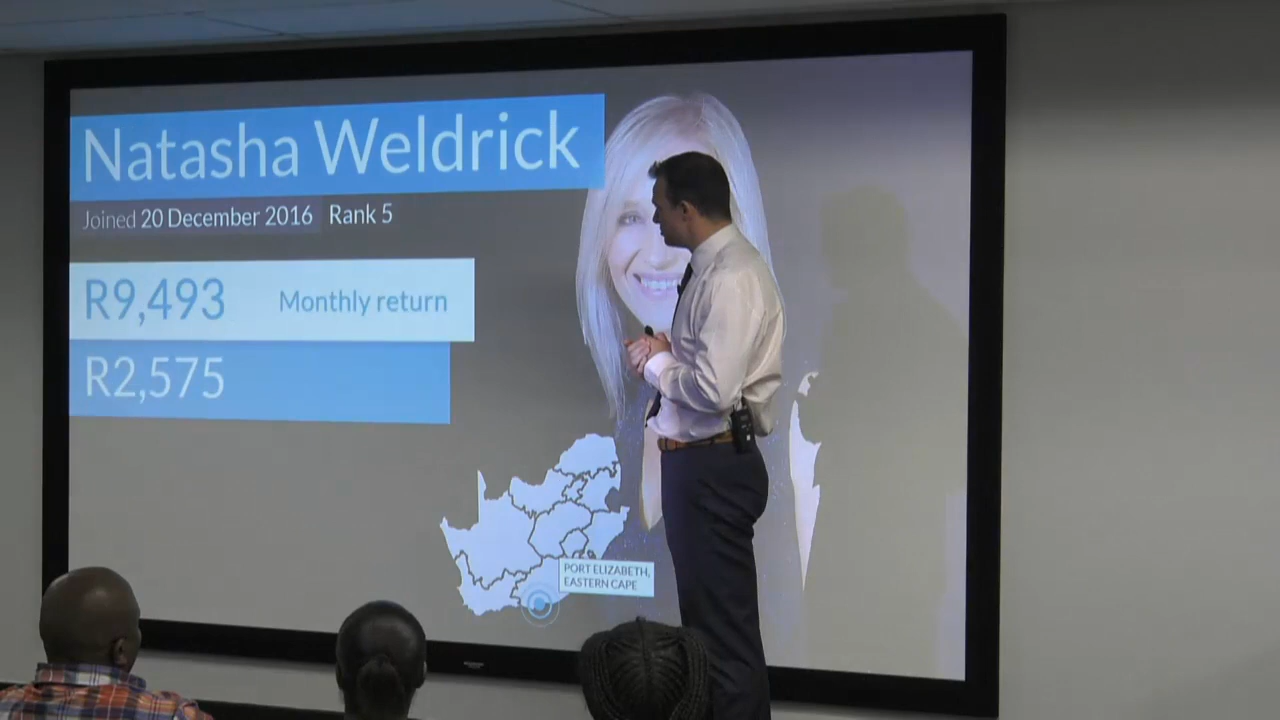 Natasha Weldrick
Joined 20 December 2016 Rank 5
R9,493 Monthly return
R2,575
PORT ELIZABETH,
EASTERN CAPE